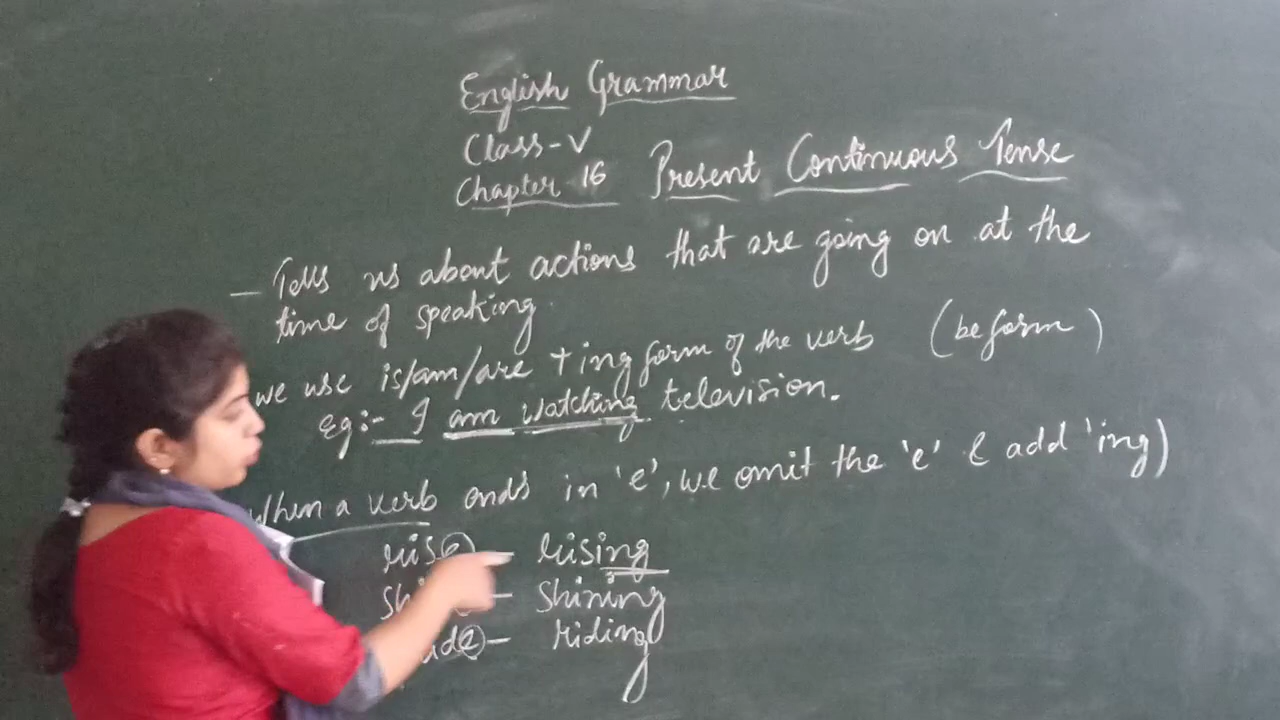 English Grammar
Class-V
Chapter 16 Present Continuous Tense
- Tells us about actions that are going on at the
time of speaking.
we use is/am/are + ing form of the verb (be form)
eg:- I am watching television.
When a verb ends in 'e', we omit the 'e' & add 'ing)
rise - rising
- shining
- riding